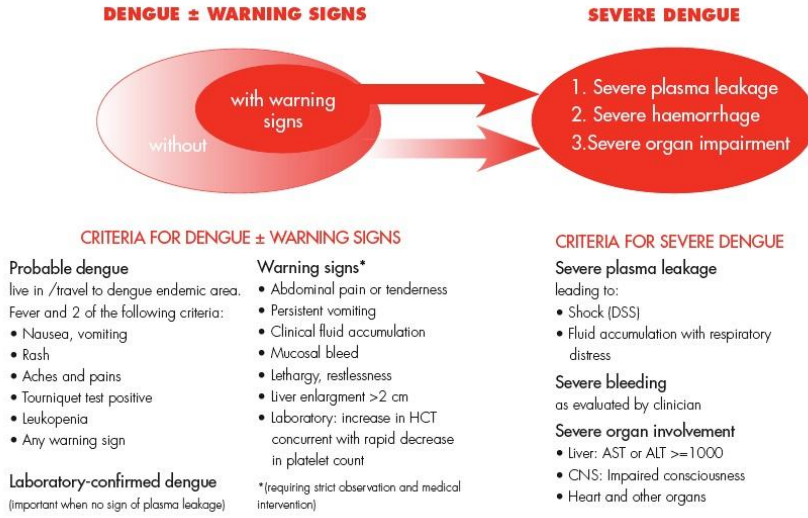 DENGUE ± WARNING SIGNS
SEVERE DENGUE
with warning
signs
without
1. Severe plasma leakage
2. Severe haemorrhage
3.Severe organ impairment
CRITERIA FOR DENGUE ± WARNING SIGNS
Probable dengue
live in /travel to dengue endemic area.
Fever and 2 of the following criteria:
• Nausea, vomiting
• Rash
• Aches and pains
• Tourniquet test positive
• Leukopenia
• Any warning sign
Laboratory-confirmed dengue
(important when no sign of plasma leakage)
Warning signs*
• Abdominal pain or tenderness
• Persistent vomiting
• Clinical fluid accumulation
• Mucosal bleed
• Lethargy, restlessness
• Liver enlargment >2 cm
• Laboratory: increase in HCT
concurrent with rapid decrease
in platelet count
*(requiring strict observation and medical
intervention)
CRITERIA FOR SEVERE DENGUE
Severe plasma leakage
leading to:
• Shock (DSS)
• Fluid accumulation with respiratory
distress
Severe bleeding
as evaluated by clinician
Severe organ involvement
• Liver: AST or ALT >=1000
• CNS: Impaired consciousness
• Heart and other organs